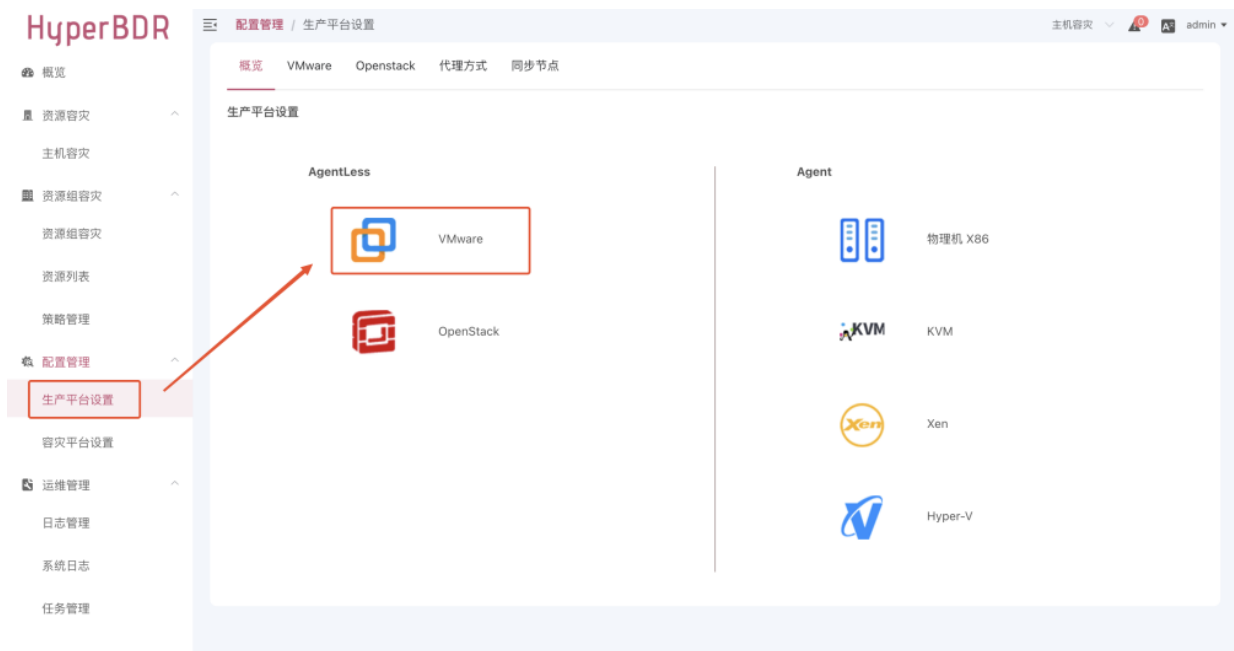 HyperBDR
配置管理 / 生产平台设置
主机容灾
0
admin
概览
资源容灾
主机容灾
资源组容灾
资源组容灾
资源列表
策略管理
配置管理
生产平台设置
容灾平台设置
运维管理
日志管理
系统日志
任务管理
概览 VMware Openstack 代理方式 同步节点
生产平台设置
AgentLess
VMware
OpenStack
Agent
物理机 X86
KVM
KVM
Xen
Xen
Hyper-V